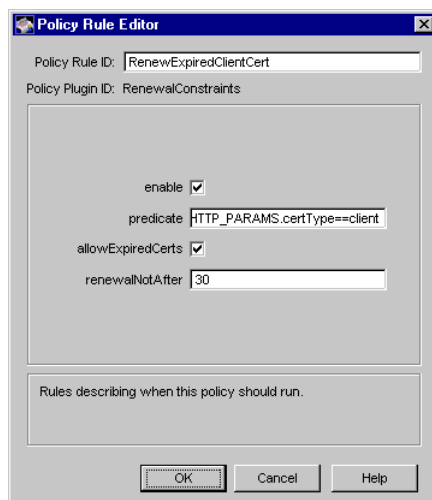 Policy Rule Editor
Policy Rule ID: RenewExpiredClientCert
Policy Plugin ID: RenewalConstraints
enable
predicate HTTP_PARAMS.certType==client
allowExpiredCerts
renewalNotAfter 30
Rules describing when this policy should run.
OK Cancel Help